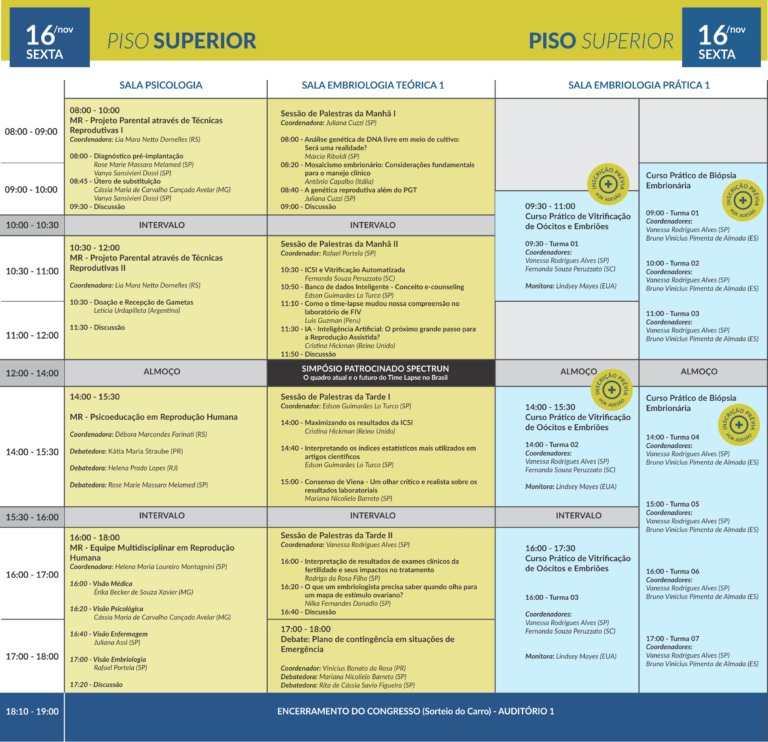 16/nov
SEXTA
PISO SUPERIOR
PISO SUPERIOR
16/nov
SEXTA
SALA PSICOLOGIA
SALA EMBRIOLOGIA TEÓRICA 1
SALA EMBRIOLOGIA PRÁTICA 1
08:00 - 09:00
09:00 - 10:00
08:00 - 10:00
MR - Projeto Parental através de Técnicas
Reprodutivas I
Coordenadora: Lia Mara Netto Dornelles (RS)
08:00 - Diagnóstico pré-implantação
Rose Marie Massaro Melamed (SP)
Vanya Sansivieri Dossi (SP)
08:45 - Útero de substituição
Cássia Maria de Carvalho Cançado Avelar (MG)
Vanya Sansivieri Dossi (SP)
09:30 - Discussão
Sessão de Palestras da Manhã I
Coordenadora: Juliana Cuzzi (SP)
08:00 - Análise genética de DNA livre em meio de cultivo:
Será uma realidade?
Márcia Riboldi (SP)
08:20 - Mosaicismo embrionário: Considerações fundamentais
para o manejo clínico
António Capalbo (Itália)
08:40 - A genética reprodutiva além do PGT
Juliana Cuzzi (SP)
09:00 - Discussão
INSCRIÇÃO PRÉVIA
POR ADESÃO
09:30 - 11:00
Curso Prático de Vitrificação
de Oócitos e Embriões
09:30 - Turma 01
Coordenadores:
Vanessa Rodrigues Alves (SP)
Fernanda Souza Peruzzato (SC)
Monitora: Lindsey Mayes (EUA)
INSCRIÇÃO PRÉVIA
POR ADESÃO
Curso Prático de Biópsia
Embrionária
09:00 - Turma 01
Coordenadores:
Vanessa Rodrigues Alves (SP)
Bruno Vinicius Pimenta de Almada (ES)
10:00 - Turma 02
Coordenadores:
Vanessa Rodrigues Alves (SP)
Bruno Vinicius Pimenta de Almada (ES)
11:00 - Turma 03
Coordenadores:
Vanessa Rodrigues Alves (SP)
Bruno Vinicius Pimenta de Almada (ES)
10:00 - 10:30
INTERVALO
INTERVALO
10:30 - 11:00
11:00 - 12:00
10:30 - 12:00
MR - Projeto Parental através de Técnicas
Reprodutivas II
Coordenadora: Lia Mara Netto Dornelles (RS)
10:30 - Doação e Recepção de Gametas
Leticia Urdapilleta (Argentina)
11:30 - Discussão
Sessão de Palestras da Manhã II
Coordenador: Rafael Portela (SP)
10:30 - ICSI e Vitrificação Automatizada
Fernanda Souza Peruzzato (SC)
10:50 - Banco de dados Inteligente - Conceito e-counseling
Edson Guimarães Lo Turco (SP)
11:10 - Como o time-lapse mudou nossa compreensão no
laboratório de FIV
Luis Guzman (Peru)
11:30 - IA - Inteligência Artificial: O próximo grande passo para
a Reprodução Assistida?
Cristina Hickman (Reino Unido)
11:50 - Discussão
12:00 - 14:00
ALMOÇO
SIMPÓSIO PATROCINADO SPECTRUN
O quadro atual e o futuro do Time Lapse no Brasil
ALMOÇO
ALMOÇO
14:00 - 15:30
14:00 - 15:30
MR - Psicoeducação em Reprodução Humana
Coordenadora: Débora Marcondes Farinati (RS)
Debatedora: Kátia Maria Straube (PR)
Debatedora: Helena Prado Lopes (RJ)
Debatedora: Rose Marie Massaro Melamed (SP)
Sessão de Palestras da Tarde I
Coordenador: Edson Guimarães Lo Turco (SP)
14:00 - Maximizando os resultados da ICSI
Cristina Hickman (Reino Unido)
14:40 - Interpretando os índices estatísticos mais utilizados em
artigos científicos
Edson Guimarães Lo Turco (SP)
15:00 - Consenso de Viena - Um olhar crítico e realista sobre os
resultados laboratoriais
Mariana Nicolielo Barreto (SP)
INSCRIÇÃO PRÉVIA
POR ADESÃO
14:00 - 15:30
Curso Prático de Vitrificação
de Oócitos e Embriões
14:00 - Turma 02
Coordenadores:
Vanessa Rodrigues Alves (SP)
Fernanda Souza Peruzzato (SC)
Monitora: Lindsey Mayes (EUA)
Curso Prático de Biópsia
Embrionária
INSCRIÇÃO PRÉVIA
POR ADESÃO
14:00 - Turma 04
Coordenadores:
Vanessa Rodrigues Alves (SP)
Bruno Vinicius Pimenta de Almada (ES)
15:00 - Turma 05
Coordenadores:
Vanessa Rodrigues Alves (SP)
Bruno Vinicius Pimenta de Almada (ES)
16:00 - Turma 06
Coordenadores:
Vanessa Rodrigues Alves (SP)
Bruno Vinicius Pimenta de Almada (ES)
17:00 - Turma 07
Coordenadores:
Vanessa Rodrigues Alves (SP)
Bruno Vinicius Pimenta de Almada (ES)
15:30 - 16:00
INTERVALO
INTERVALO
INTERVALO
16:00 - 17:00
17:00 - 18:00
16:00 - 18:00
MR - Equipe Multidisciplinar em Reprodução
Humana
Coordenadora: Helena Maria Loureiro Montagnini (SP)
16:00 - Visão Médica
Érika Becker de Souza Xavier (MG)
16:20 - Visão Psicológica
Cássia Maria de Carvalho Cançado Avelar (MG)
16:40 - Visão Enfermagem
Juliana Assi (SP)
17:00 - Visão Embriologia
Rafael Portela (SP)
17:20 - Discussão
Sessão de Palestras da Tarde II
Coordenadora: Vanessa Rodrigues Alves (SP)
16:00 - Interpretação de resultados de exames clínicos da
fertilidade e seus impactos no tratamento
Rodrigo da Rosa Filho (SP)
16:20 - O que um embriologista precisa saber quando olha para
um mapa de estímulo ovariano?
Nilka Fernandes Donadio (SP)
16:40 - Discussão
17:00 - 18:00
Debate: Plano de contingência em situações de
Emergência
Coordenador: Vinicius Bonato da Rosa (PR)
Debatedora: Mariana Nicolielo Barreto (SP)
Debatedora: Rita de Cássia Savio Figueira (SP)
16:00 - 17:30
Curso Prático de Vitrificação
de Oócitos e Embriões
16:00 - Turma 03
Coordenadores:
Vanessa Rodrigues Alves (SP)
Fernanda Souza Peruzzato (SC)
Monitora: Lindsey Mayes (EUA)
18:10 - 19:00
ENCERRAMENTO DO CONGRESSO (Sorteio do Carro) - AUDITÓRIO 1